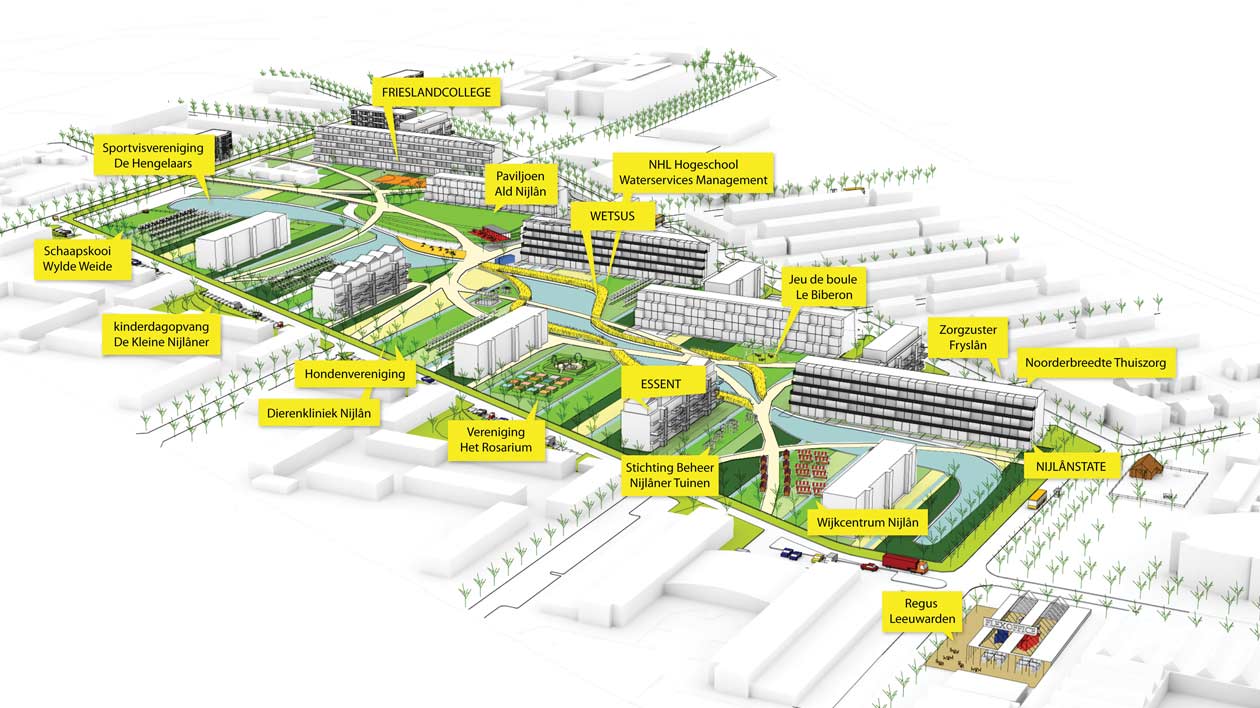 FRIESLANDCOLLEGE
Sportvisvereniging
De Hengelaars
Paviljoen
Ald Nijlân
NHL Hogeschool
Waterservices Management
WETSUS
Schaapskooi
Wylde Weide
Jeu de boule
Le Biberon
kinderdagopvang
De Kleine Nijlâner
Zorgzuster
Fryslân
Noorderbreedte Thuiszorg
Hondenvereniging
ESSENT
Dierenkliniek Nijlân
Vereniging
Het Rosarium
Stichting Beheer
Nijlâner Tuinen
NIJLÂNSTATE
Wijkcentrum Nijlân
Regus
Leeuwarden
FLEXOFFICE